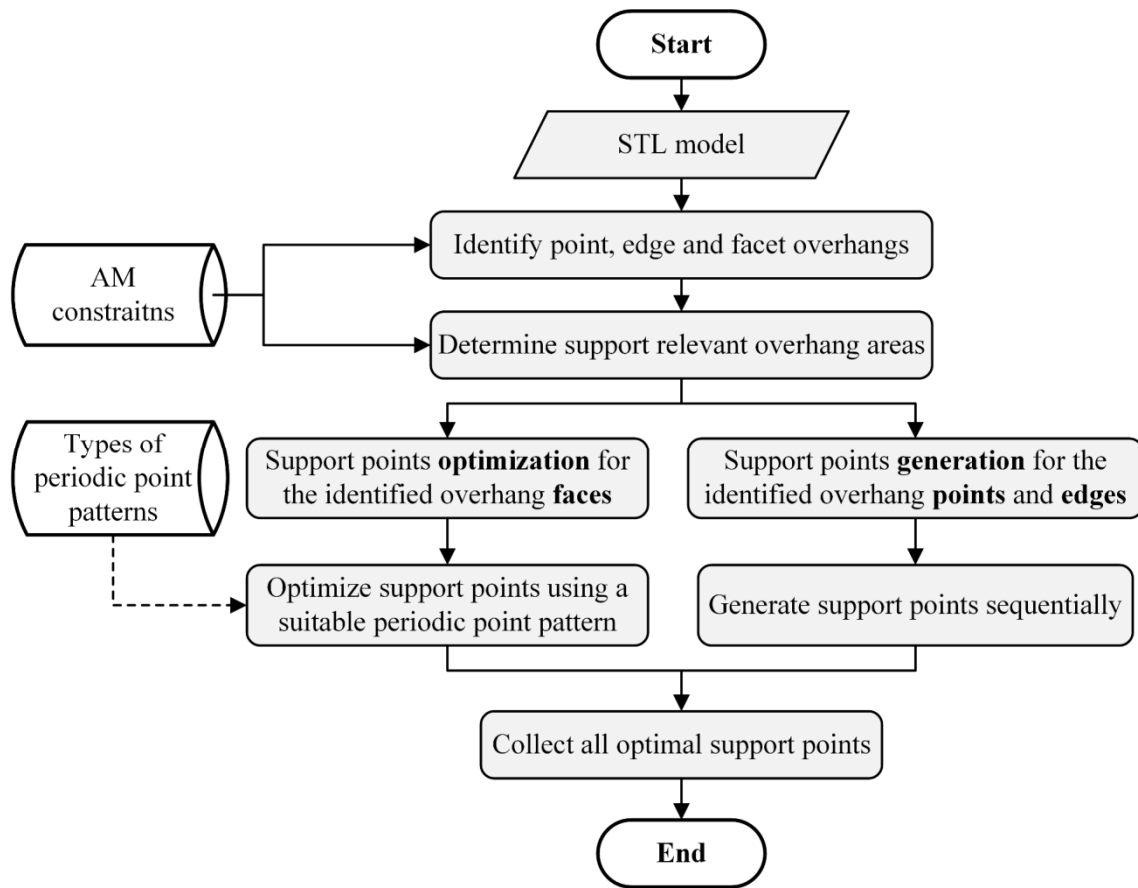 Start
STL model
Identify point, edge and facet overhangs
AM
constraitns
Determine support relevant overhang areas
Types of
periodic point
patterns
Support points optimization for
the identified overhang faces
Support points generation for the
identified overhang points and edges
Optimize support points using a
suitable periodic point pattern
Generate support points sequentially
Collect all optimal support points
End